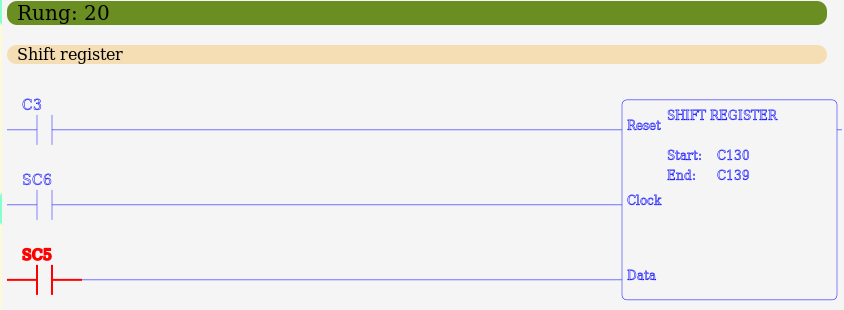 Rung: 20
Shift register
C3
SHIFT REGISTER
Reset
Start: C130
End: C139
SC6
Clock
SC5
Data